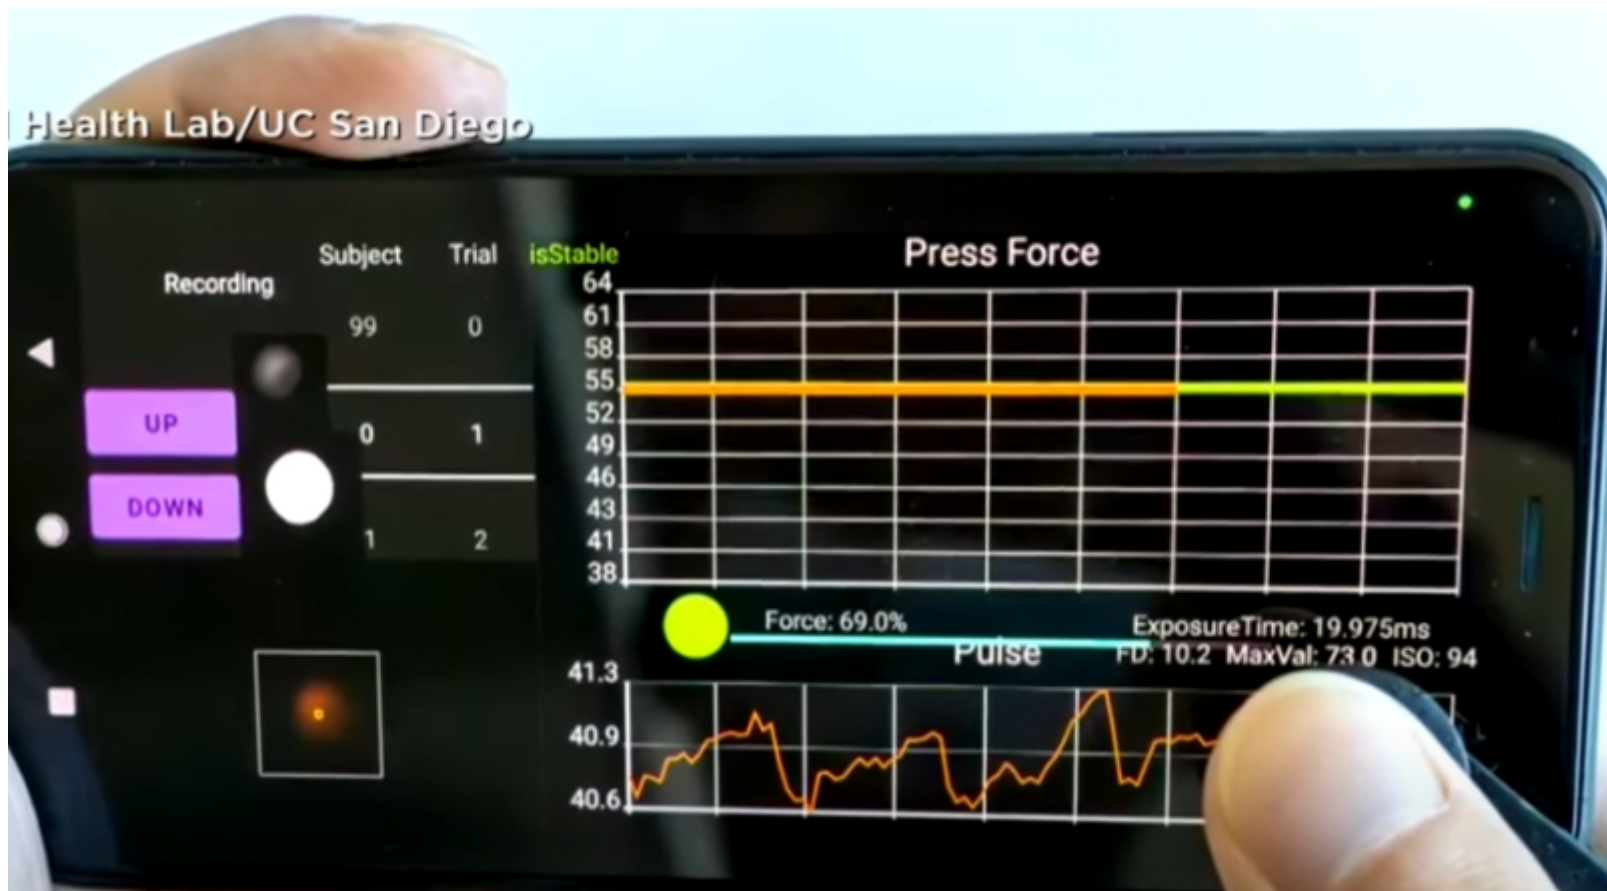 Health Lab/UC San Diego
Subject Trial isStable
Recording
99 0
0 1
1 2
UP
DOWN
Press Force
64
61
58
55
52
49
46
43
41
38
Force: 69.0%
ExposureTime: 19.975ms
Pulse
FD: 10.2 MaxVal: 73.0 ISO: 94
41.3
40.9
40.6